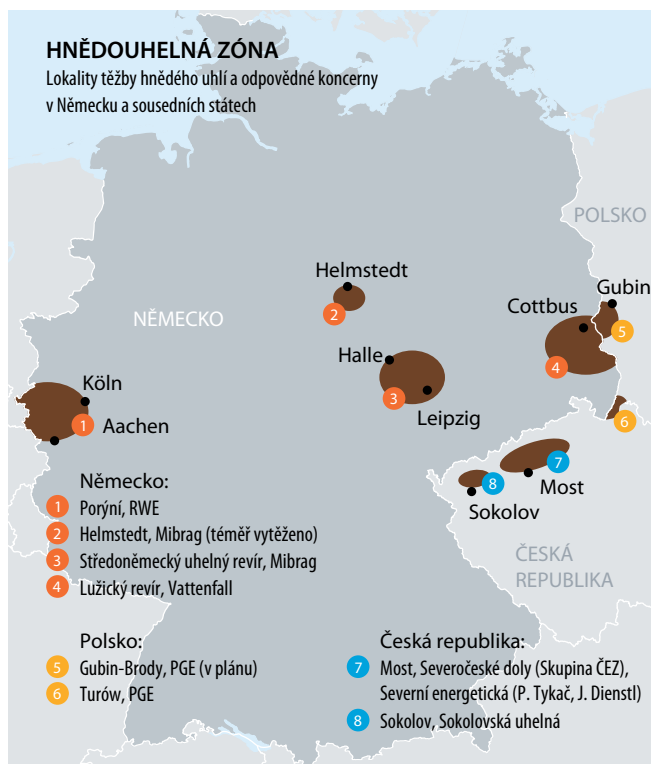 HNĚDOUHELNÁ ZÓNA
Lokality těžby hnědého uhlí a odpovědné koncerny
v Německu a sousedních státech
POLSKO
Helmstedt
2
NĚMECKO
Gubin
Cottbus
5
4
Halle
3
Leipzig
6
Köln
1
Aachen
7
8
Most
Sokolov
ČESKÁ
REPUBLIKA
Německo:
1 Porýní, RWE
2 Helmstedt, Mibrag (téměř vytěženo)
3 Středoněmecký uhelný revír, Mibrag
4 Lužický revír, Vattenfall
Polsko:
5 Gubin-Brody, PGE (v plánu)
6 Turów, PGE
Česká republika:
7 Most, Severočeské doly (Skupina ČEZ),
Severní energetická (P. Tykač, J. Dienstl)
8 Sokolov, Sokolovská uhelná